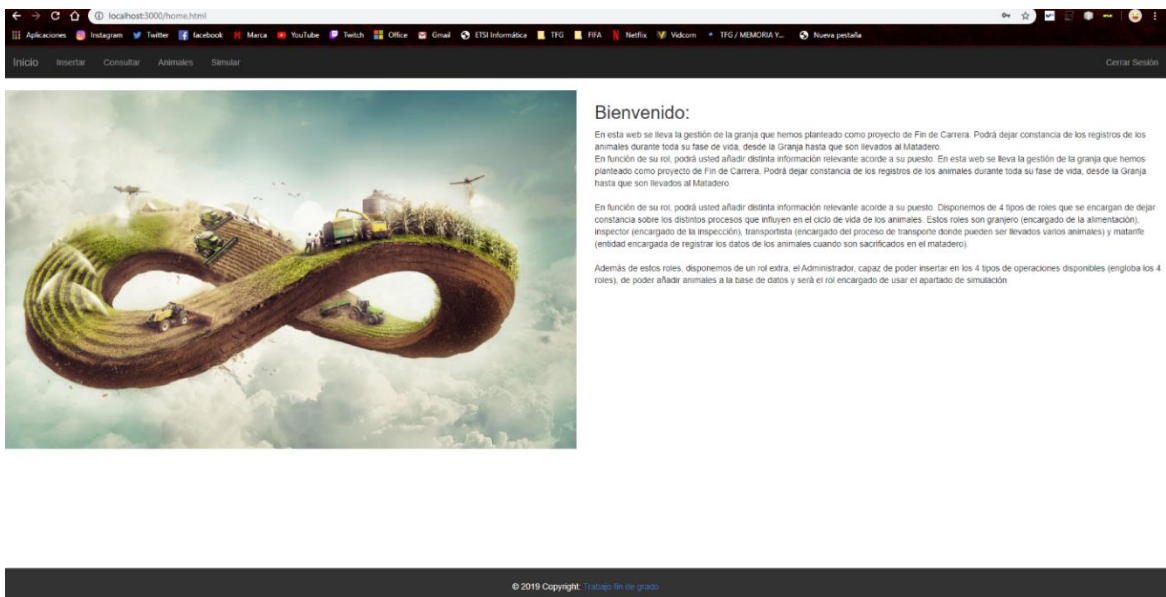 localhost:3000/home.html
Aplicaciones Instagram Twitter facebook Marca YouTube Twitch Office Gmail ETSI Informática TFG FIFA Netflix Vidcorn TFG / MEMORIA Y... Nueva pestaña
Inicio Insertar Consultar Animales Simular Cerrar Sesión
Bienvenido:
En esta web se lleva la gestión de la granja que hemos planteado como proyecto de Fin de Carrera. Podrá dejar constancia de los registros de los
animales durante toda su fase de vida, desde la Granja hasta que son llevados al Matadero.
En función de su rol, podrá usted añadir distinta información relevante acorde a su puesto. En esta web se lleva la gestión de la granja que hemos
planteado como proyecto de Fin de Carrera. Podrá dejar constancia de los registros de los animales durante toda su fase de vida, desde la Granja
hasta que son llevados al Matadero.
En función de su rol, podrá usted añadir distinta información relevante acorde a su puesto. Disponemos de 4 tipos de roles que se encargan de dejar
constancia sobre los distintos procesos que influyen en el ciclo de vida de los animales. Estos roles son granjero (encargado de la alimentación),
inspector (encargado de la inspección), transportista (encargado del proceso de transporte donde pueden ser llevados varios animales) y matarife
(entidad encargada de registrar los datos de los animales cuando son sacrificados en el matadero).
Además de estos roles, disponemos de un rol extra, el Administrador, capaz de poder insertar en los 4 tipos de operaciones disponibles (engloba los 4
roles), de poder añadir animales a la base de datos y será el rol encargado de usar el apartado de simulación
© 2019 Copyright: Trabajo fin de grado